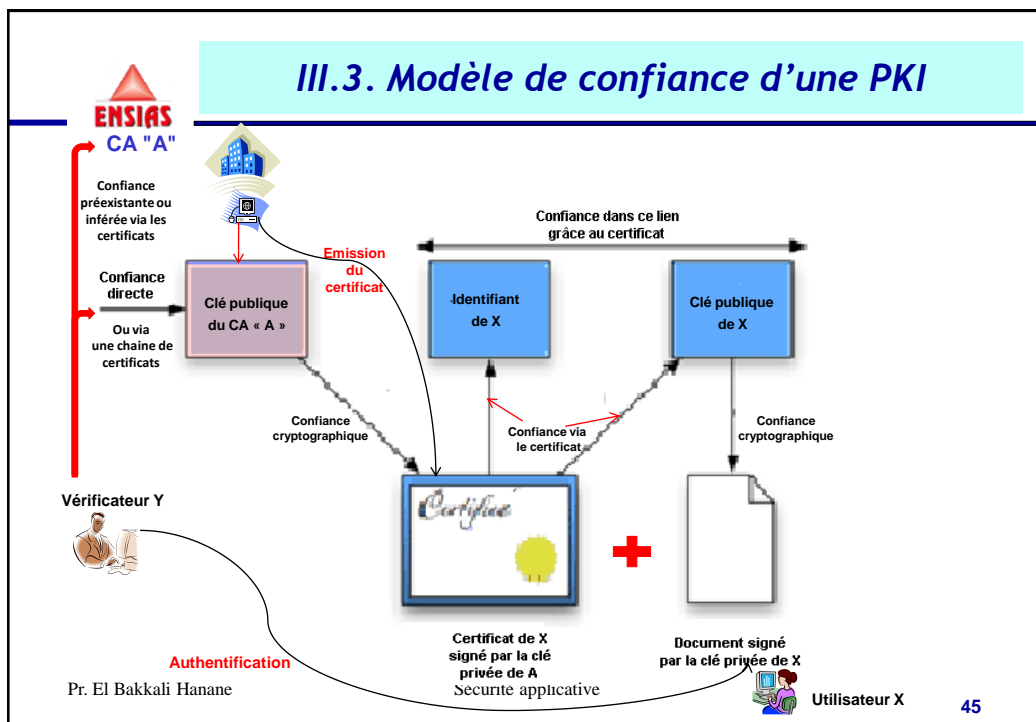 III.3. Modèle de confiance d'une PKI
ENSIAS
CA "A"
Confiance
préexistante ou
inférée via les
certificats
Confiance
directe
Ou via
une chaine de
certificats
Clé publique
du CA « A »
Emission
du
certificat
Confiance dans ce lien
grâce au certificat
Identifiant
de X
Clé publique
de X
Confiance
cryptographique
Confiance via
le certificat
Confiance
cryptographique
Vérificateur Y
Certifié
Certificat de X
signé par la clé
privée de A
Document signé
par la clé privée de X
Authentification
Utilisateur X
Pr. El Bakkali Hanane
Sécurité applicative
45